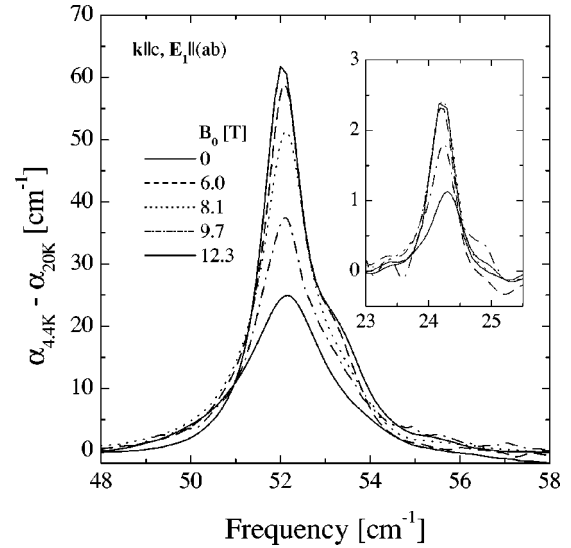 70
60
50
40
30
20
10
0
α4.4K - α20K [cm-1]
k||c, E1||(ab)
B0 [T]
0
6.0
8.1
9.7
12.3
3
2
1
0
23 24 25
48 50 52 54 56 58
Frequency [cm-1]